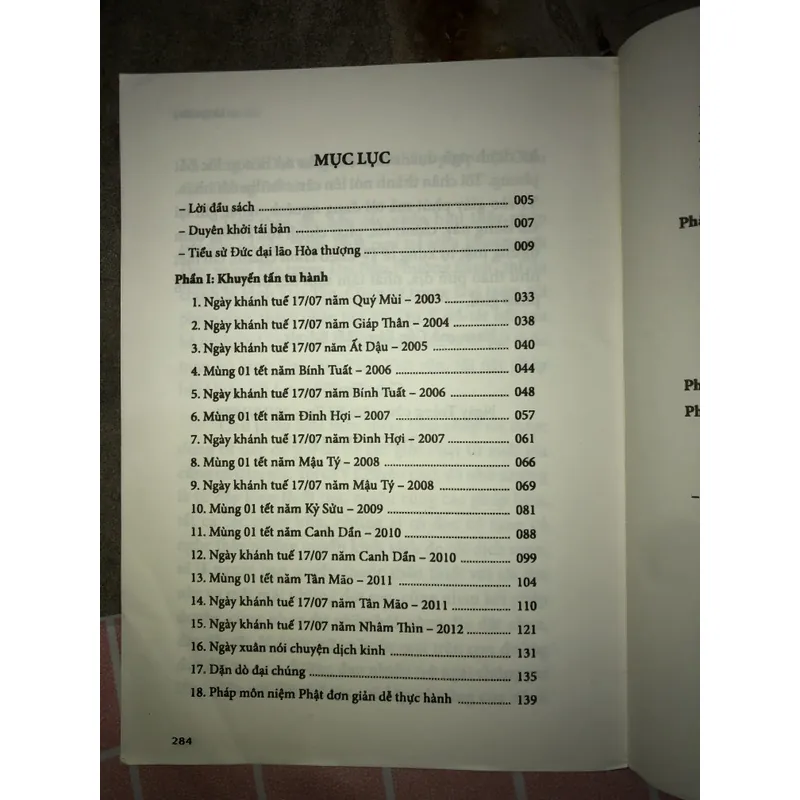 MỤC LỤC
– Lời đầu sách ........ 005
– Duyên khởi tái bản ........ 007
– Tiểu sử Đức đại lão Hòa thượng ........ 009
Phần I: Khuyến tấn tu hành
1. Ngày khánh tuế 17/07 năm Quý Mùi – 2003 ........ 033
2. Ngày khánh tuế 17/07 năm Giáp Thân – 2004 ........ 038
3. Ngày khánh tuế 17/07 năm Ất Dậu – 2005 ........ 040
4. Mùng 01 tết năm Bính Tuất – 2006 ........ 044
5. Ngày khánh tuế 17/07 năm Bính Tuất – 2006 ........ 048
6. Mùng 01 tết năm Đinh Hợi – 2007 ........ 057
7. Ngày khánh tuế 17/07 năm Đinh Hợi – 2007 ........ 061
8. Mùng 01 tết năm Mậu Tý – 2008 ........ 066
9. Ngày khánh tuế 17/07 năm Mậu Tý – 2008 ........ 069
10. Mùng 01 tết năm Kỷ Sửu – 2009 ........ 081
11. Mùng 01 tết năm Canh Dần – 2010 ........ 088
12. Ngày khánh tuế 17/07 năm Canh Dần – 2010 ........ 099
13. Mùng 01 tết năm Tân Mão – 2011 ........ 104
14. Ngày khánh tuế 17/07 năm Tân Mão – 2011 ........ 110
15. Ngày khánh tuế 17/07 năm Nhâm Thìn – 2012 ........ 121
16. Ngày xuân nói chuyện dịch kinh ........ 131
17. Dặn dò đại chúng ........ 135
18. Pháp môn niệm Phật đơn giản dễ thực hành ........ 139
284